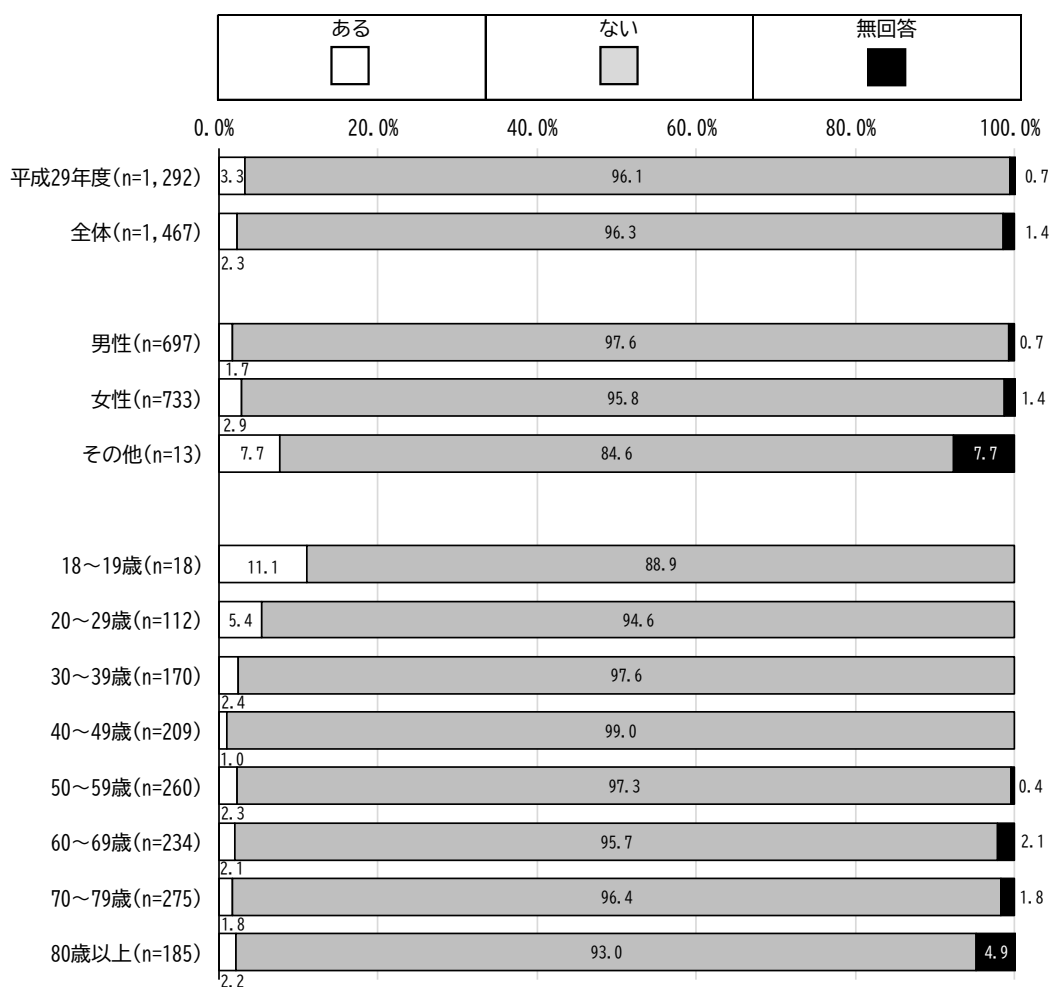 ある ない 無回答
0.0% 20.0% 40.0% 60.0% 80.0% 100.0%
平成29年度(n=1,292) 3.3 96.1 0.7
全体(n=1,467) 96.3 1.4
2.3
男性(n=697) 97.6 0.7
1.7
女性(n=733) 95.8 1.4
2.9
その他(n=13) 7.7 84.6 7.7
18～19歳(n=18) 11.1 88.9
20～29歳(n=112) 5.4 94.6
30～39歳(n=170) 97.6
2.4
40～49歳(n=209) 99.0
1.0
50～59歳(n=260) 97.3 0.4
2.3
60～69歳(n=234) 95.7 2.1
2.1
70～79歳(n=275) 96.4 1.8
1.8
80歳以上(n=185) 93.0 4.9
2.2